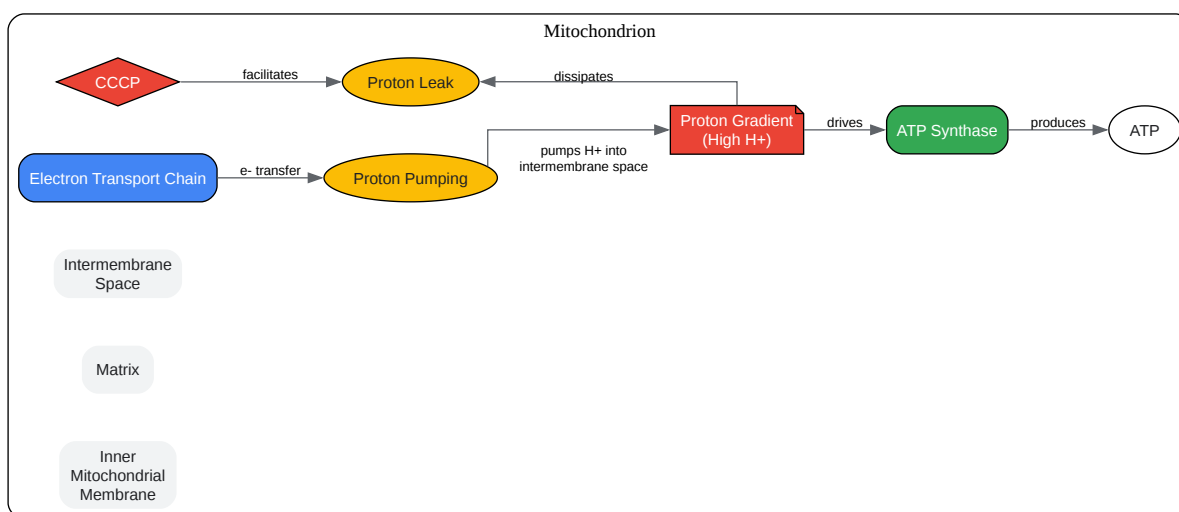 Mitochondrion
CCCP
facilitates
Proton Leak
dissipates
Proton Gradient
(High H+)
drives
ATP Synthase
produces
ATP
Electron Transport Chain
e- transfer
Proton Pumping
pumps H+ into
intermembrane space
Intermembrane
Space
Matrix
Inner
Mitochondrial
Membrane